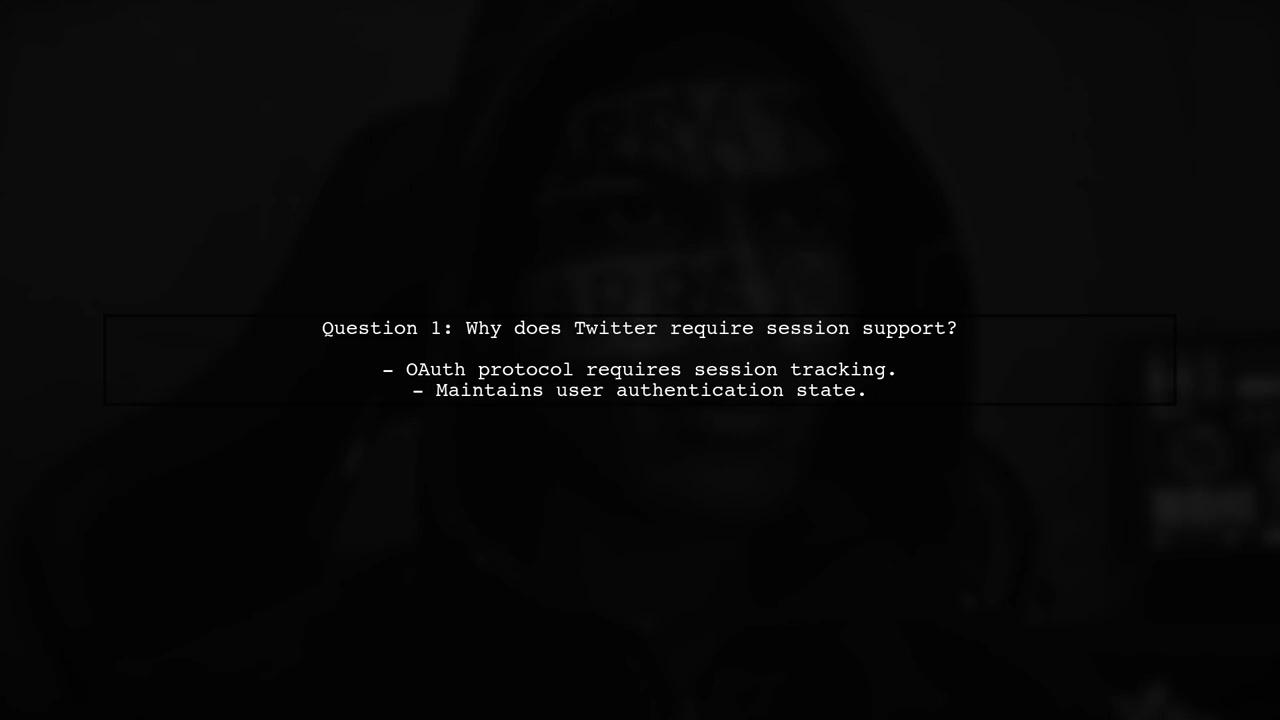 Question 1: Why does Twitter require session support?
- OAuth protocol requires session tracking.
- Maintains user authentication state.